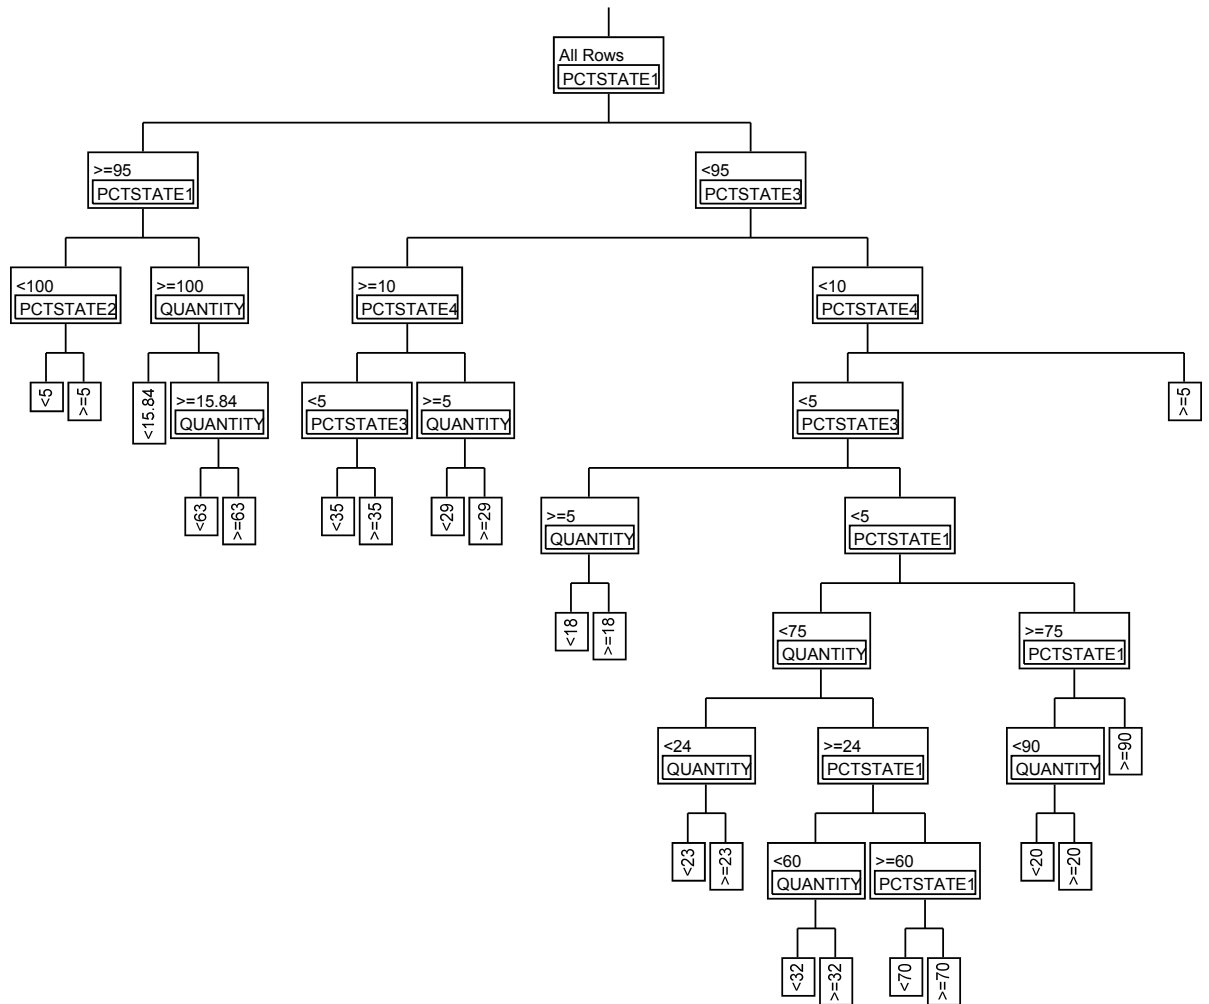 All Rows
PCTSTATE1
>=95
PCTSTATE1
<95
PCTSTATE3
<100
PCTSTATE2
>=100
QUANTITY
>=10
PCTSTATE4
<10
PCTSTATE4
<5
>=5
<15.84
>=15.84
QUANTITY
<5
PCTSTATE3
>=5
QUANTITY
<5
PCTSTATE3
>=5
<63
>=63
<35
>=35
<29
>=29
>=5
QUANTITY
<5
PCTSTATE1
<18
>=18
<75
QUANTITY
>=75
PCTSTATE1
<24
QUANTITY
>=24
PCTSTATE1
<90
QUANTITY
>=90
<23
>=23
<60
QUANTITY
>=60
PCTSTATE1
<20
>=20
<32
>=32
<70
>=70